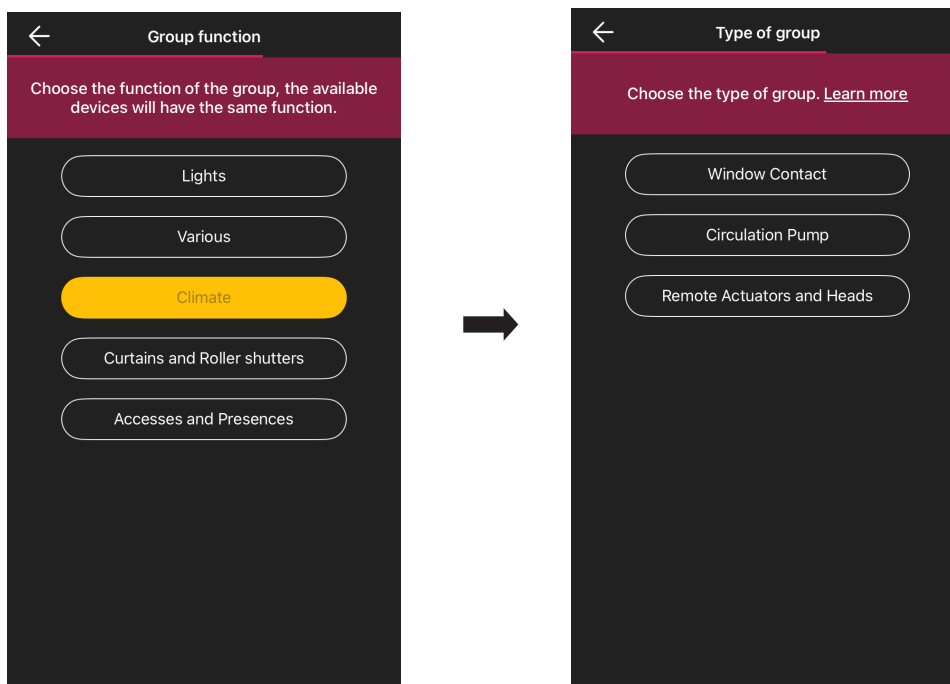 Group function
Choose the function of the group, the available
devices will have the same function.
Lights
Various
Climate
Curtains and Roller shutters
Accesses and Presences
Type of group
Choose the type of group. Learn more
Window Contact
Circulation Pump
Remote Actuators and Heads